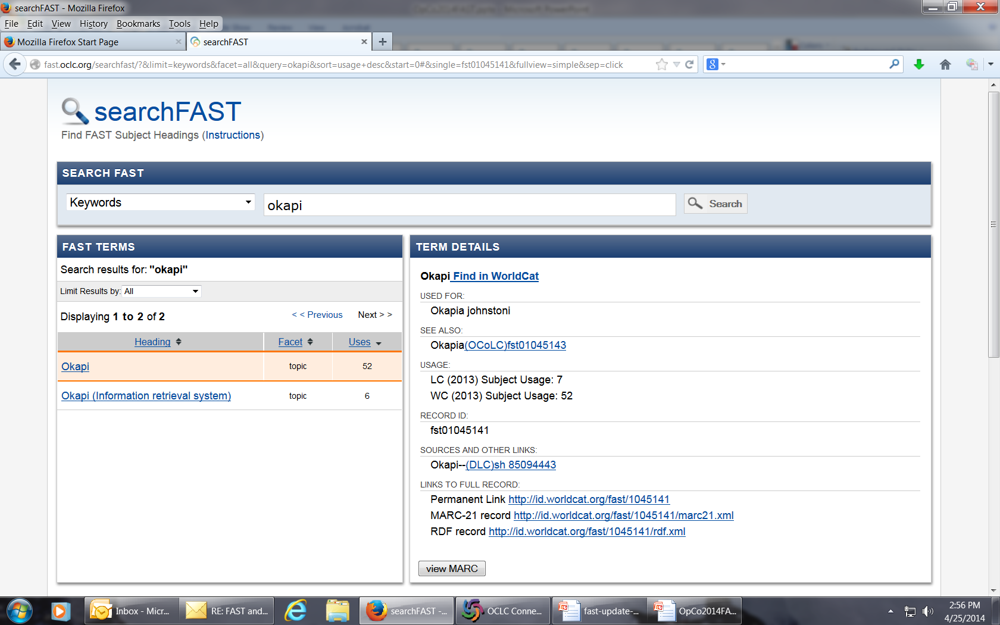 searchFAST - Mozilla Firefox
File Edit View History Bookmarks Tools Help
Mozilla Firefox Start Page
searchFAST
fast.oclc.org/searchfast/?&limit=keywords&facet=all&query=okapi&sort=usage+desc&start=0#&single=fst01045141&fullview=simple&sep=click
searchFAST
Find FAST Subject Headings (Instructions)
SEARCH FAST
Keywords okapi Search
FAST TERMS
Search results for: "okapi"
Limit Results by: All
Displaying 1 to 2 of 2 < < Previous Next > >
Heading Facet Uses
Okapi topic 52
Okapi (Information retrieval system) topic 6
TERM DETAILS
Okapi Find in WorldCat
USED FOR:
Okapia johnstoni
SEE ALSO:
Okapia(OCoLC)fst01045143
USAGE:
LC (2013) Subject Usage: 7
WC (2013) Subject Usage: 52
RECORD ID:
fst01045141
SOURCES AND OTHER LINKS:
Okapi--(DLC)sh 85094443
LINKS TO FULL RECORD:
Permanent Link http://id.worldcat.org/fast/1045141
MARC-21 record http://id.worldcat.org/fast/1045141/marc21.xml
RDF record http://id.worldcat.org/fast/1045141/rdf.xml
view MARC
Inbox - Micr...
RE: FAST and...
searchFAST -...
OCLC Conne...
fast-update-...
OpCo2014FA...
2:56 PM
4/25/2014